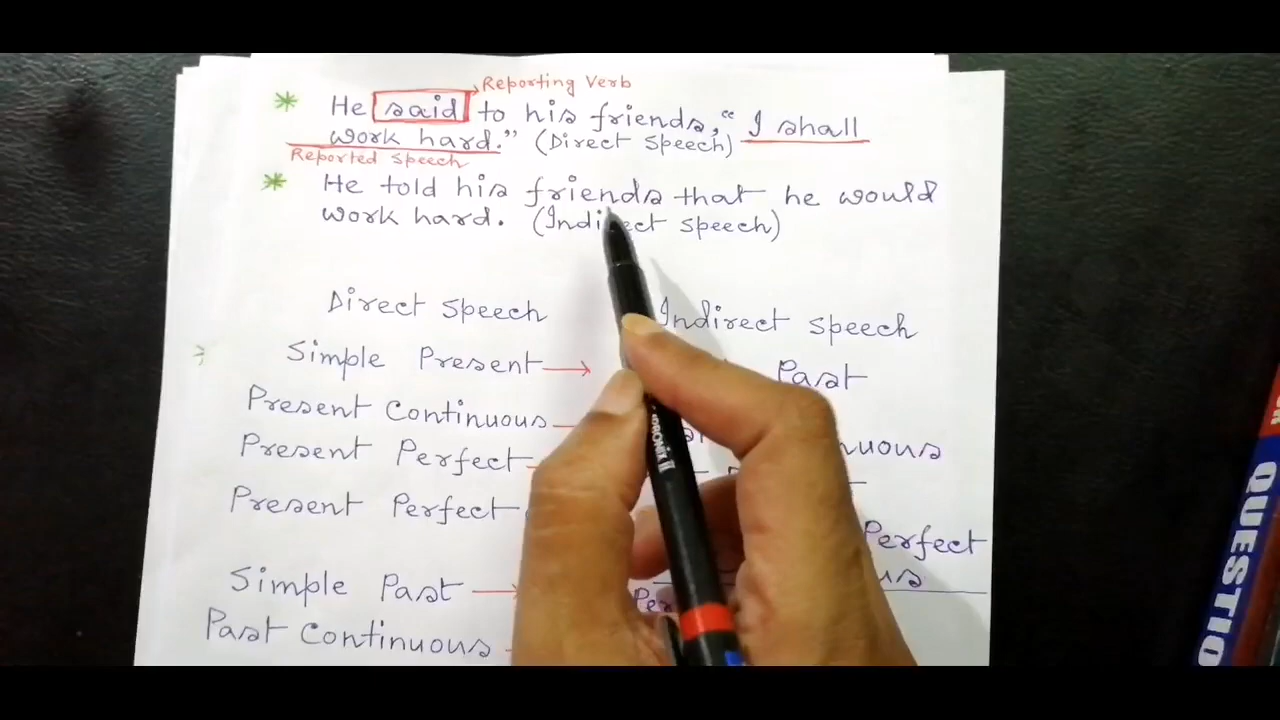 Reporting Verb
* He said to his friends, “I shall
work hard.” (Direct speech)
Reported speech
* He told his friends that he would
work hard. (Indirect speech)
Direct speech Indirect speech
Simple Present → Past
Present Continuous
Present Perfect
Present Perfect Perfect
Simple Past →
Past Continuous
QUESTIO